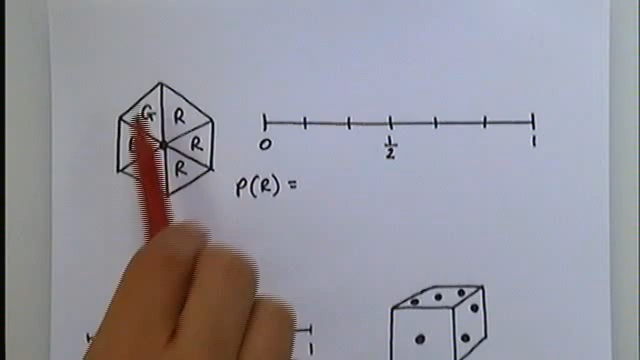 G R
R
R
0 1/2 1
P(R) =
1